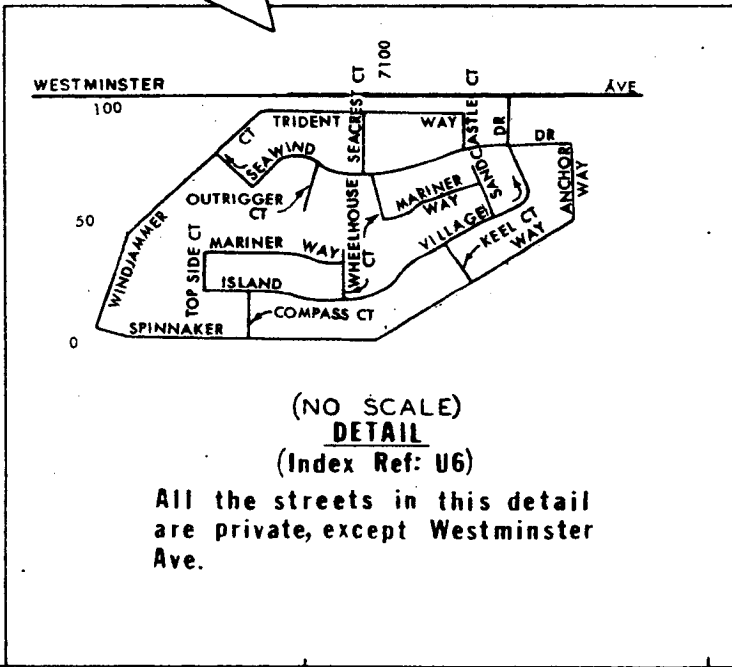 WESTMINSTER AVE
100
7100
TRIDENT WAY
SEACREST CT
SANDCASTLE CT
DR
DR
CT
SEAWIND
OUTRIGGER
CT
WHEELHOUSE
CT
MARINER
WAY
ANCHOR
WAY
50
WINDJAMMER
TOP SIDE CT
MARINER WAY
VILLAGE
KEEL CT
WAY
ISLAND
COMPASS CT
0
SPINNAKER
(NO SCALE)
DETAIL
(Index Ref: U6)
All the streets in this detail
are private, except Westminster
Ave.